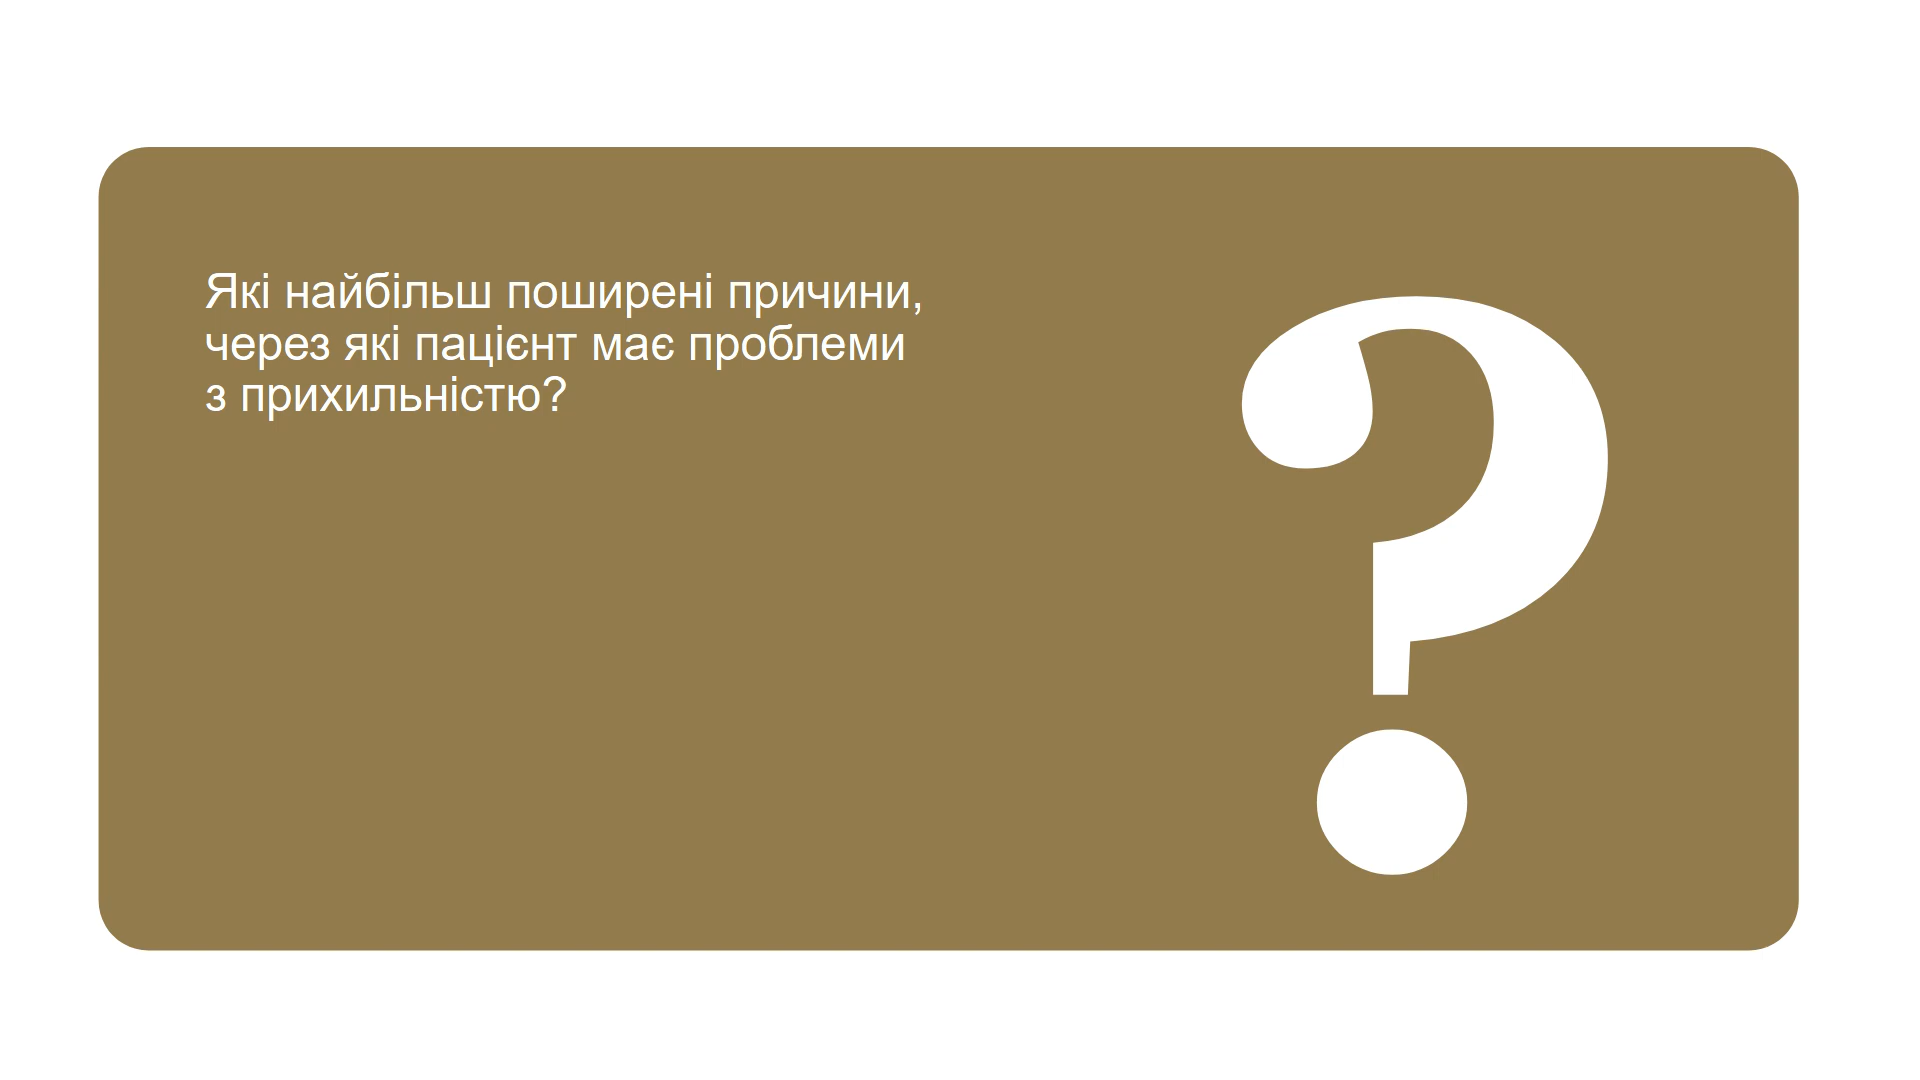 Які найбільш поширені причини,
через які пацієнт має проблеми
з прихильністю?
?